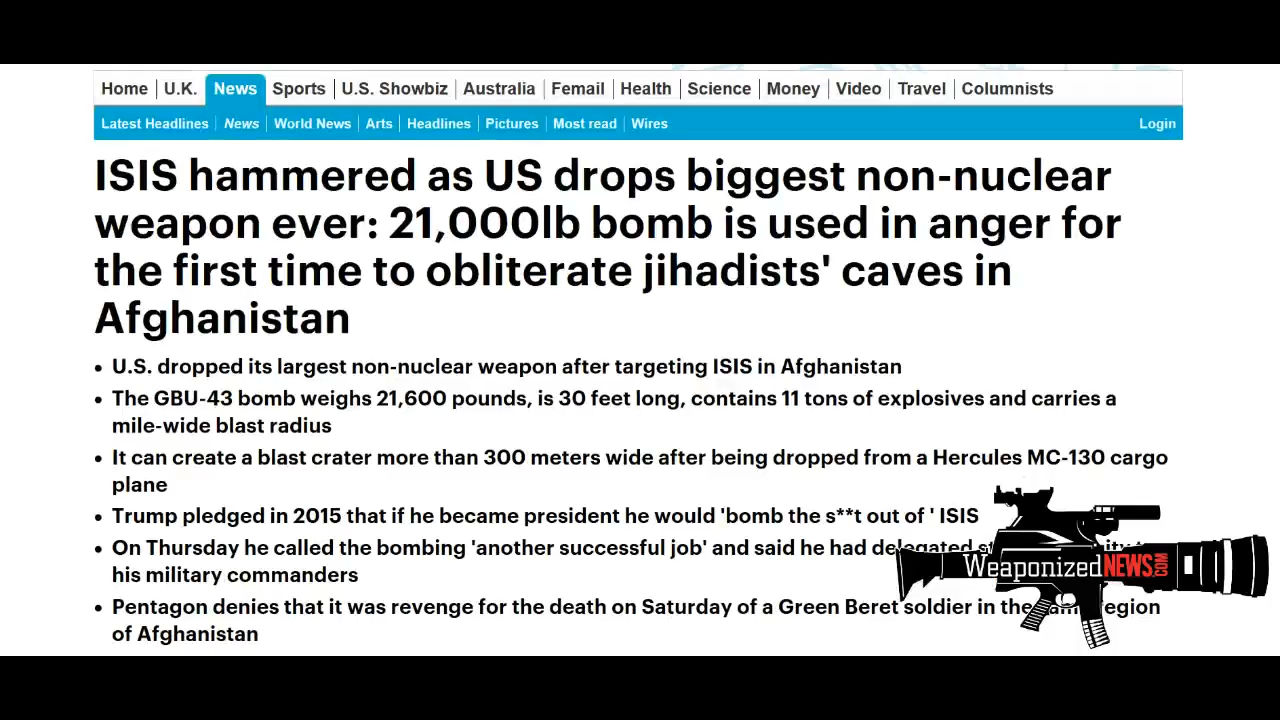 Home U.K. News Sports U.S. Showbiz Australia Femail Health Science Money Video Travel Columnists
Latest Headlines News World News Arts Headlines Pictures Most read Wires Login
ISIS hammered as US drops biggest non-nuclear
weapon ever: 21,000lb bomb is used in anger for
the first time to obliterate jihadists' caves in
Afghanistan
• U.S. dropped its largest non-nuclear weapon after targeting ISIS in Afghanistan
• The GBU-43 bomb weighs 21,600 pounds, is 30 feet long, contains 11 tons of explosives and carries a
mile-wide blast radius
• It can create a blast crater more than 300 meters wide after being dropped from a Hercules MC-130 cargo
plane
• Trump pledged in 2015 that if he became president he would 'bomb the s**t out of ' ISIS
• On Thursday he called the bombing 'another successful job' and said he had delegated
his military commanders
WeaponizedNEWS.COM
• Pentagon denies that it was revenge for the death on Saturday of a Green Beret soldier in the region
of Afghanistan